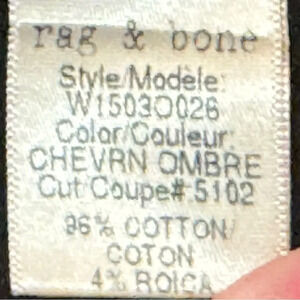 rag & bone
Style/Modèle:
W1503O026
Color/Couleur:
CHEVRN OMBRE
Cut/Coupe# 5102
96% COTTON/
COTON
4% ROICA